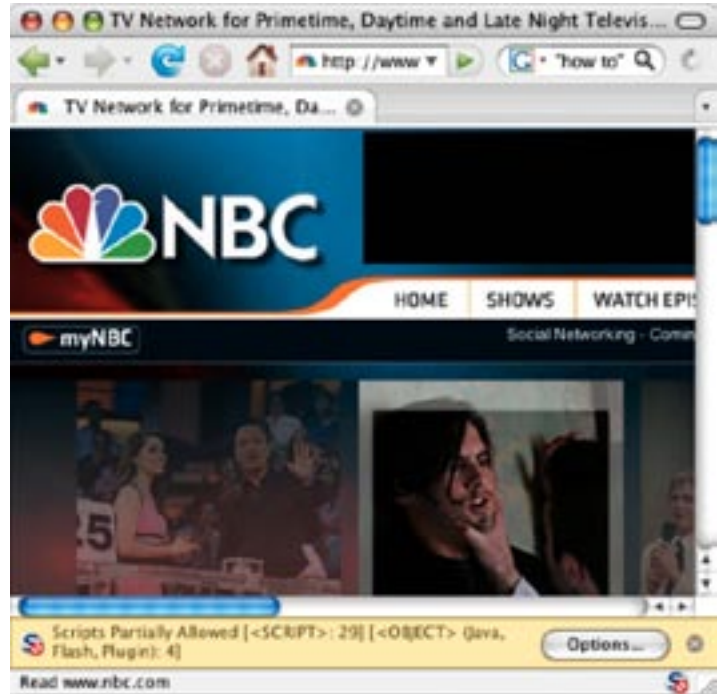 TV Network for Primetime, Daytime and Late Night Televis...
http://www "how to"
TV Network for Primetime, Da...
NBC
HOME SHOWS WATCH EPIS
myNBC Social Networking - Comm
5
Scripts Partially Allowed [<SCRIPT>: 29] [<OBJECT> (Java,
Flash, Plugin): 4]
Options...
Read www.nbc.com